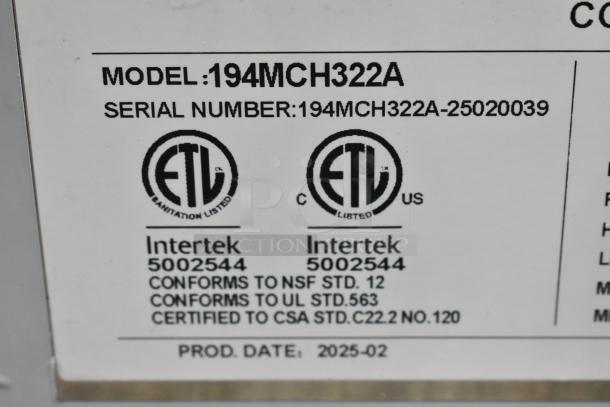 CO
MODEL:194MCH322A
SERIAL NUMBER:194MCH322A-25020039
ETL ETL
SANITATION LISTED C LISTED US
Intertek Intertek
5002544 5002544
CONFORMS TO NSF STD. 12
CONFORMS TO UL STD.563
CERTIFIED TO CSA STD.C22.2 NO.120
PROD. DATE: 2025-02